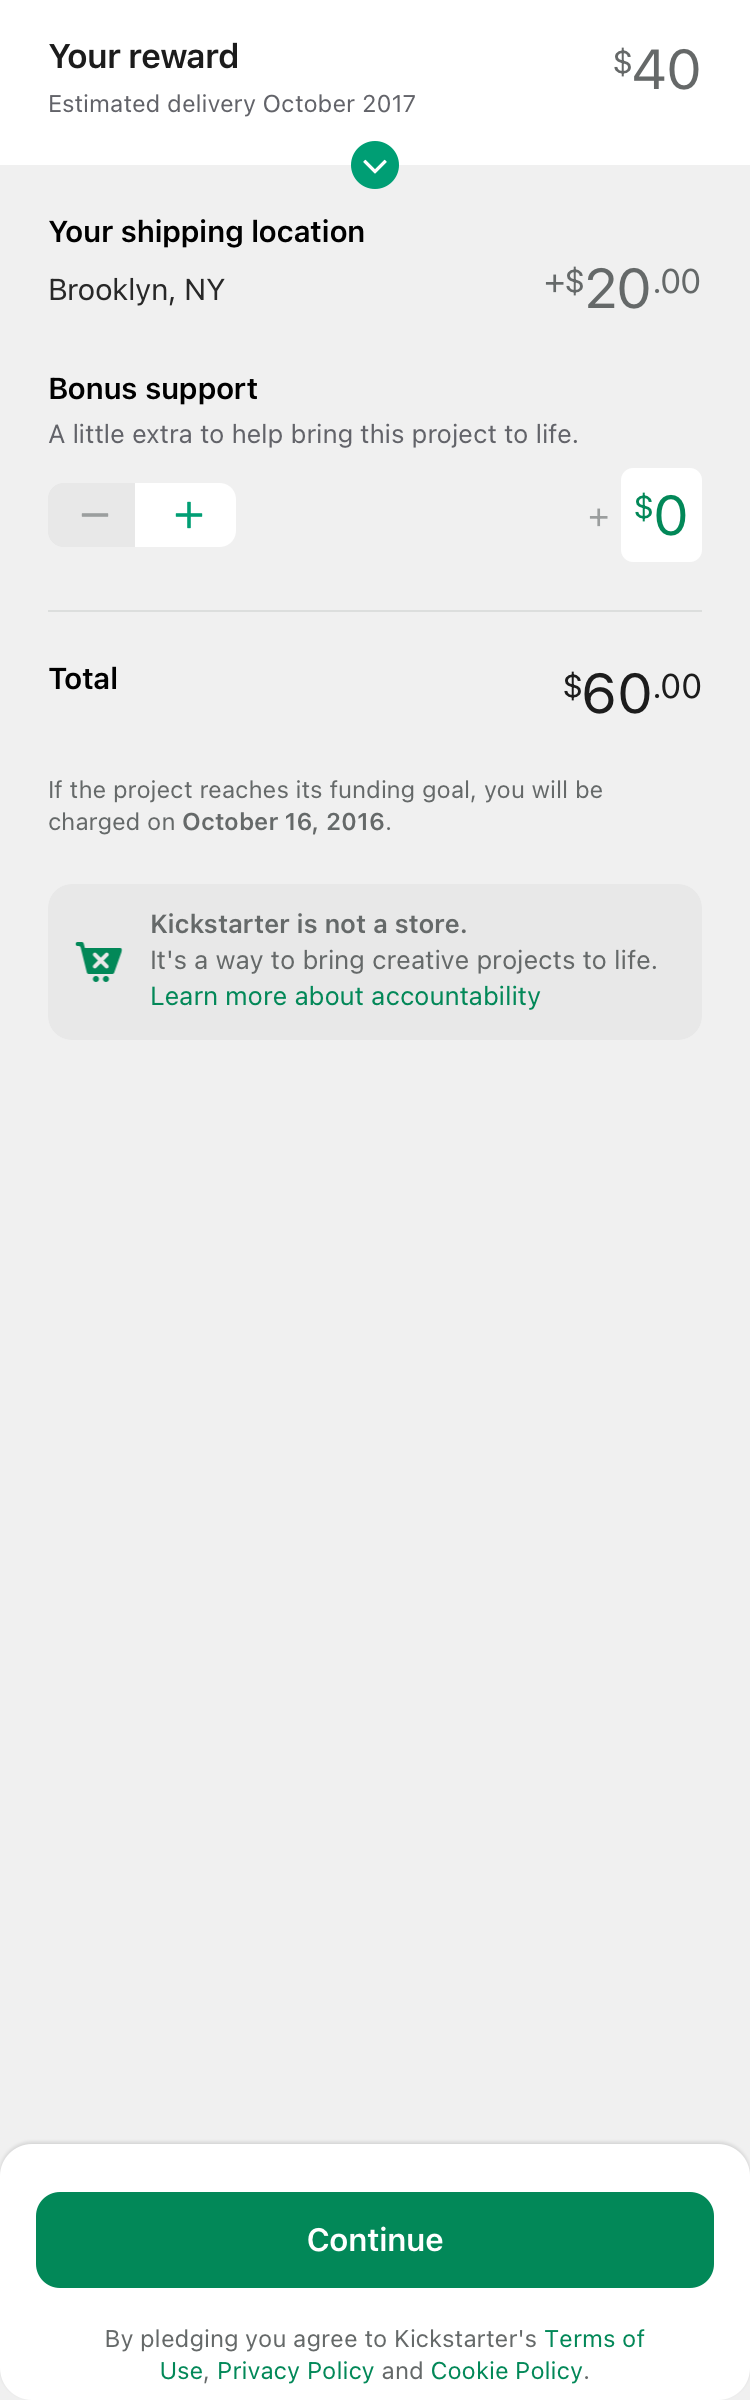 Your reward
$40
Estimated delivery October 2017
Your shipping location
Brooklyn, NY
+$20.00
Bonus support
A little extra to help bring this project to life.
− +
+ $0
Total
$60.00
If the project reaches its funding goal, you will be
charged on October 16, 2016.
Kickstarter is not a store.
It's a way to bring creative projects to life.
Learn more about accountability
Continue
By pledging you agree to Kickstarter's Terms of
Use, Privacy Policy and Cookie Policy.